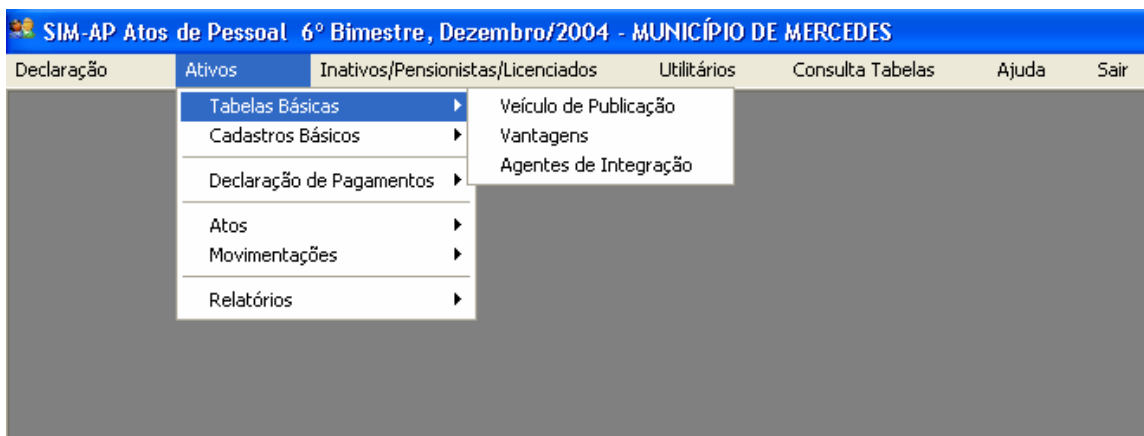 SIM-AP Atos de Pessoal 6º Bimestre, Dezembro/2004 - MUNICÍPIO DE MERCEDES
Declaração Ativos Inativos/Pensionistas/Licenciados Utilitários Consulta Tabelas Ajuda Sair
Tabelas Básicas
Cadastros Básicos
Declaração de Pagamentos
Atos
Movimentações
Relatórios
Veículo de Publicação
Vantagens
Agentes de Integração